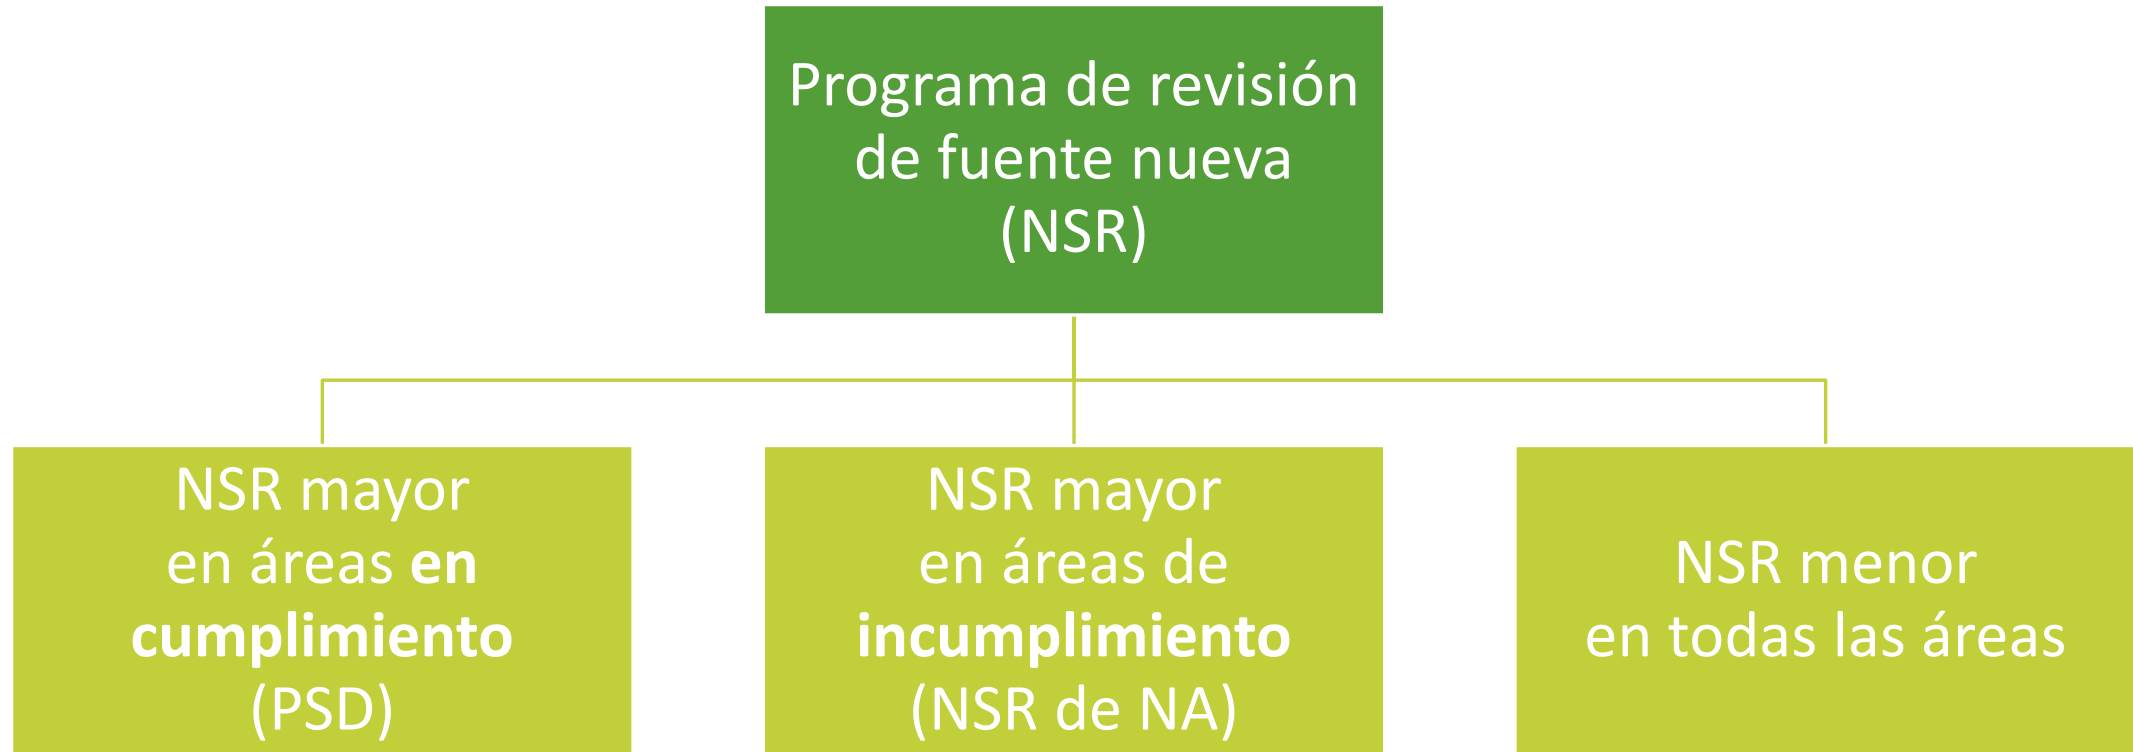 Programa de revisión
de fuente nueva
(NSR)
NSR mayor
en áreas en
cumplimiento
(PSD)
NSR mayor
en áreas de
incumplimiento
(NSR de NA)
NSR menor
en todas las áreas